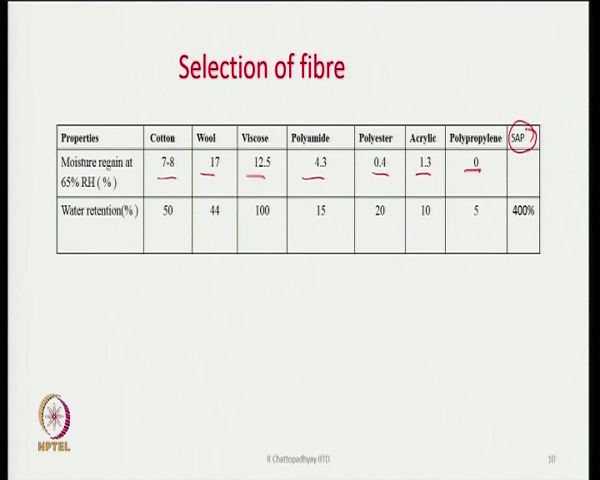 Selection of fibre
Properties Cotton Wool Viscose Polyamide Polyester Acrylic Polypropylene SAP
Moisture regain at 7-8 17 12.5 4.3 0.4 1.3 0
65% RH ( % )
Water retention(% ) 50 44 100 15 20 10 5 400%
NPTEL
R Chattopadhyay IITD
10